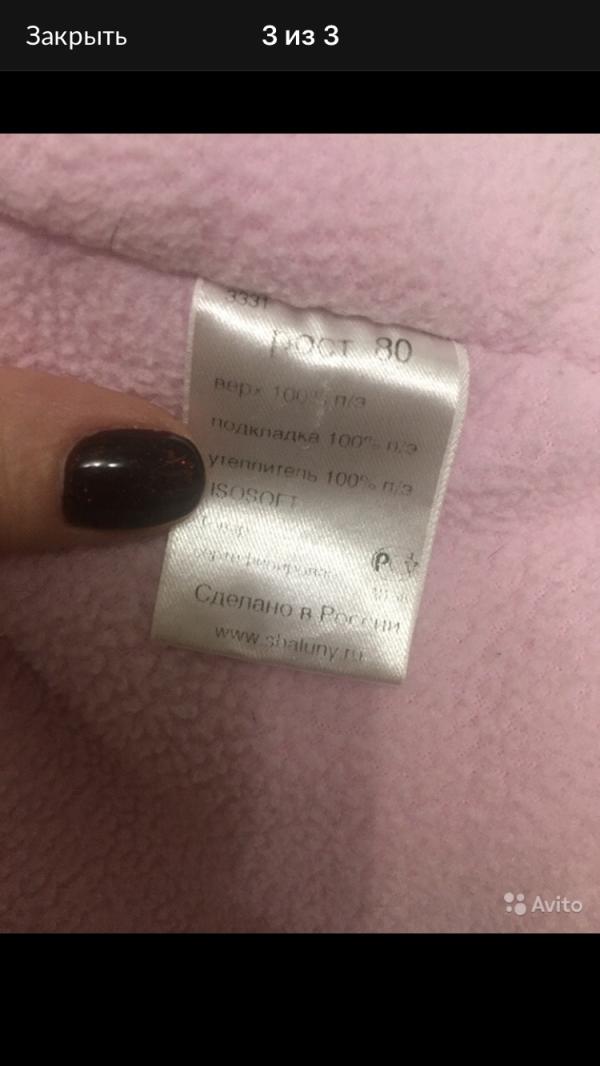 Закрыть
3 из 3
3331
рост 80
верх 100% п/э
подкладка 100% п/э
утеплитель 100% п/э
ISOSOFT
товар
Сделано в России
www.shaluny.ru
Avito